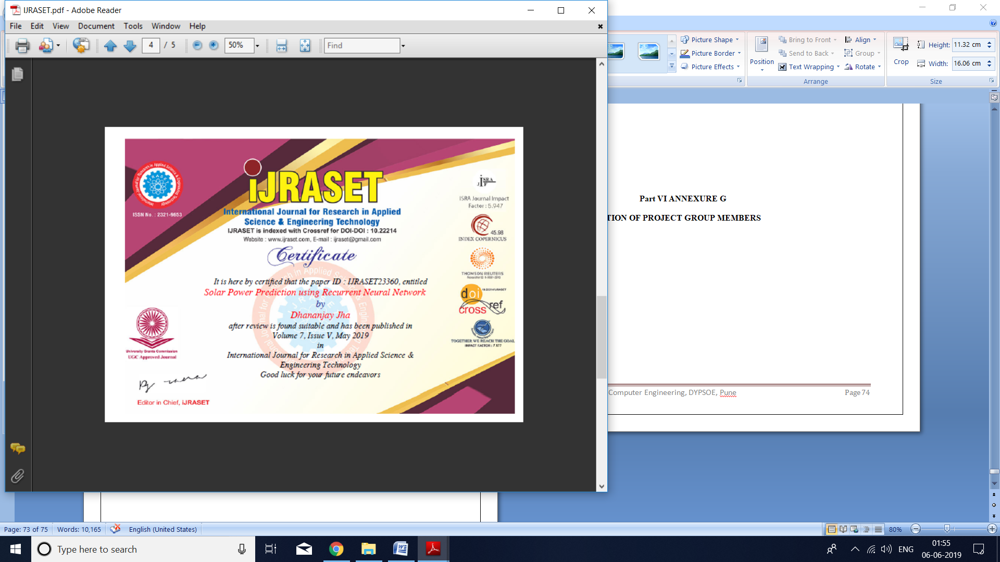 IJRASET.pdf - Adobe Reader
File Edit View Document Tools Window Help
4 / 5 50% Find
ISSN No. : 2321-9653
iJRASET
International Journal for Research in Applied
Science & Engineering Technology
IJRASET is indexed with Crossref for DOI-DOI : 10.22214
Website : www.ijraset.com, E-mail : ijraset@gmail.com
Certificate
It is here by certified that the paper ID : IJRASET23360, entitled
Solar Power Prediction using Recurrent Neural Network
by
Dhananjay Jha
after review is found suitable and has been published in
Volume 7, Issue V, May 2019
in
International Journal for Research in Applied Science &
Engineering Technology
Good luck for your future endeavors
University Grants Commission
UGC Approved Journal
Editor in Chief, iJRASET
ISRA
JIF
ISRA Journal Impact
Factor : 5.947
45.98
INDEX COPERNICUS
THOMSON REUTERS
doi
cross ref
TOGETHER WE REACH THE GOAL
IMPACT FACTOR : 7.177
Picture Shape
Picture Border
Picture Effects
Position
Bring to Front
Send to Back
Text Wrapping
Align
Group
Rotate
Arrange
Crop
Height: 11.32 cm
Width: 16.06 cm
Size
Part VI ANNEXURE G
TION OF PROJECT GROUP MEMBERS
Computer Engineering, DYPSOE, Pune Page 74
Page: 73 of 75 Words: 10,165 English (United States) 80%
Type here to search
ENG
01:55
06-06-2019